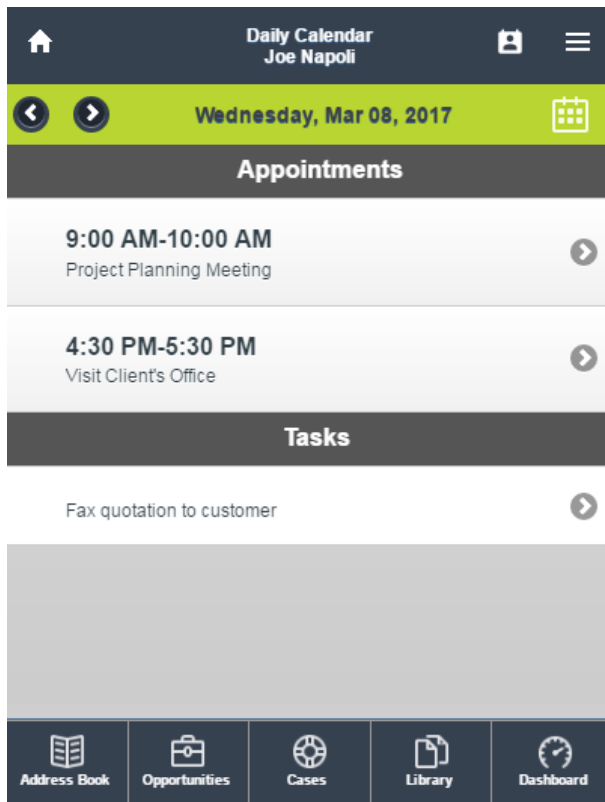 Daily Calendar
Joe Napoli
Wednesday, Mar 08, 2017
Appointments
9:00 AM-10:00 AM
Project Planning Meeting
4:30 PM-5:30 PM
Visit Client's Office
Tasks
Fax quotation to customer
Address Book Opportunities Cases Library Dashboard